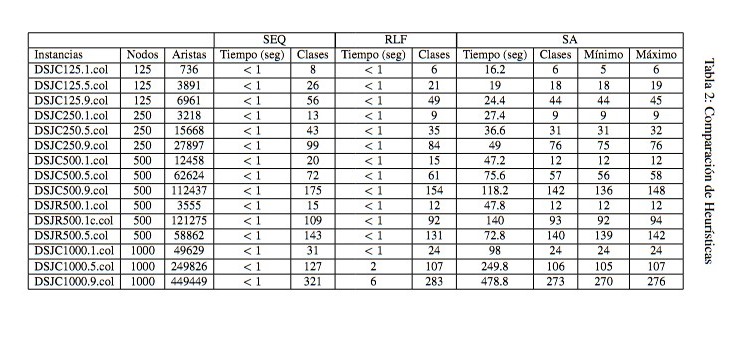 SEQ RLF SA
Instancias Nodos Aristas Tiempo (seg) Clases Tiempo (seg) Clases Tiempo (seg) Clases Mínimo Máximo
DSJC125.1.col 125 736 < 1 8 < 1 6 16.2 6 5 6
DSJC125.5.col 125 3891 < 1 26 < 1 21 19 18 18 19
DSJC125.9.col 125 6961 < 1 56 < 1 49 24.4 44 44 45
DSJC250.1.col 250 3218 < 1 13 < 1 9 27.4 9 9 9
DSJC250.5.col 250 15668 < 1 43 < 1 35 36.6 31 31 32
DSJC250.9.col 250 27897 < 1 99 < 1 84 49 76 75 76
DSJC500.1.col 500 12458 < 1 20 < 1 15 47.2 12 12 12
DSJC500.5.col 500 62624 < 1 72 < 1 61 75.6 57 56 58
DSJC500.9.col 500 112437 < 1 175 < 1 154 118.2 142 136 148
DSJR500.1.col 500 3555 < 1 15 < 1 12 47.8 12 12 12
DSJR500.1c.col 500 121275 < 1 109 < 1 92 140 93 92 94
DSJR500.5.col 500 58862 < 1 143 < 1 131 72.8 140 139 142
DSJC1000.1.col 1000 49629 < 1 31 < 1 24 98 24 24 24
DSJC1000.5.col 1000 249826 < 1 127 2 107 249.8 106 105 107
DSJC1000.9.col 1000 449449 < 1 321 6 283 478.8 273 270 276
Tabla 2: Comparación de Heurísticas